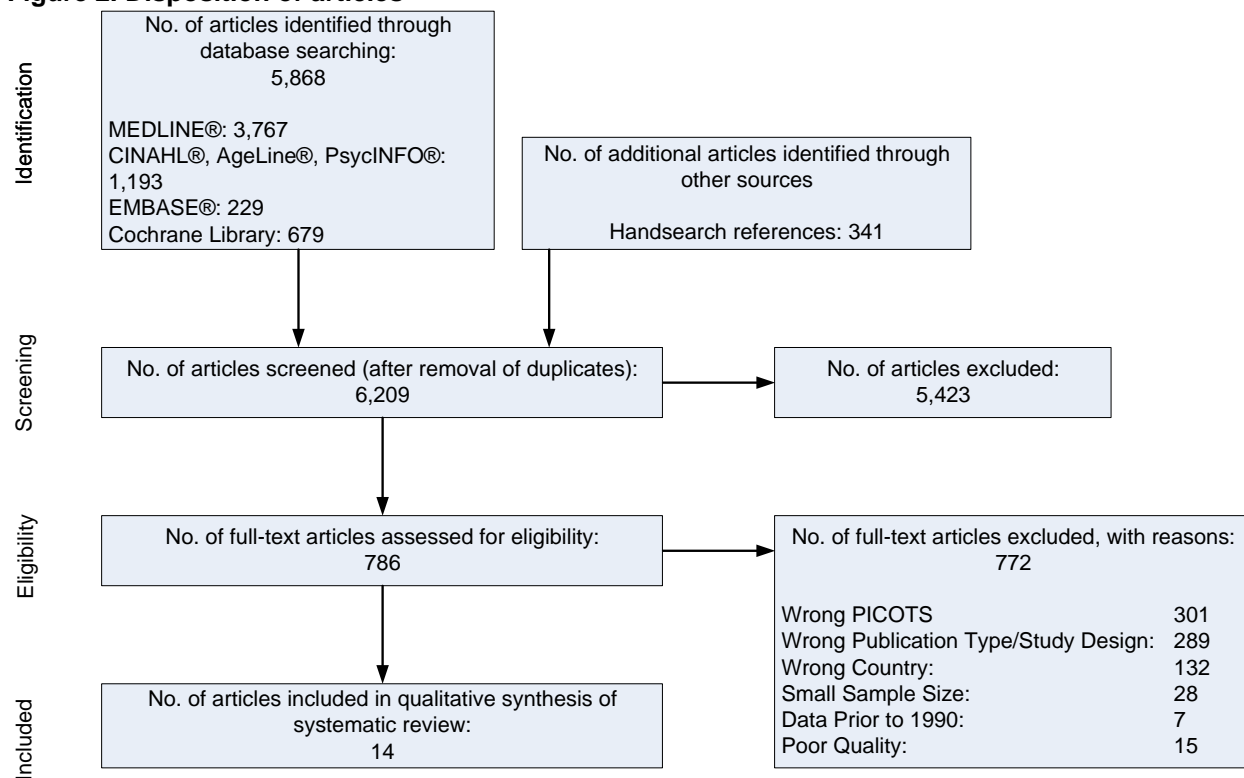 Figure 2. Disposition of articles
Identification
No. of articles identified through
database searching:
5,868
MEDLINE®: 3,767
CINAHL®, AgeLine®, PsycINFO®:
1,193
EMBASE®: 229
Cochrane Library: 679
No. of additional articles identified through
other sources
Handsearch references: 341
Screening
No. of articles screened (after removal of duplicates):
6,209
No. of articles excluded:
5,423
Eligibility
No. of full-text articles assessed for eligibility:
786
No. of full-text articles excluded, with reasons:
772
Wrong PICOTS 301
Wrong Publication Type/Study Design: 289
Wrong Country: 132
Small Sample Size: 28
Data Prior to 1990: 7
Poor Quality: 15
Included
No. of articles included in qualitative synthesis of
systematic review:
14